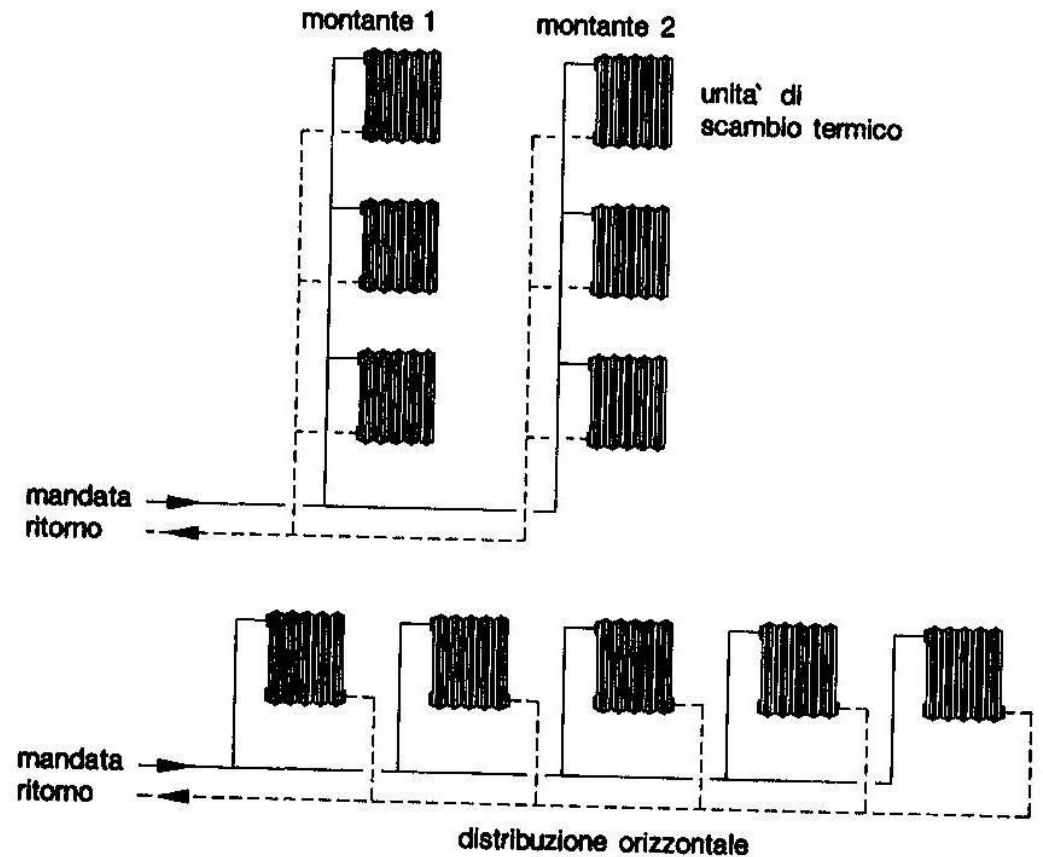 montante 1
montante 2
unita` di
scambio termico
mandata
ritorno
mandata
ritorno
distribuzione orizzontale